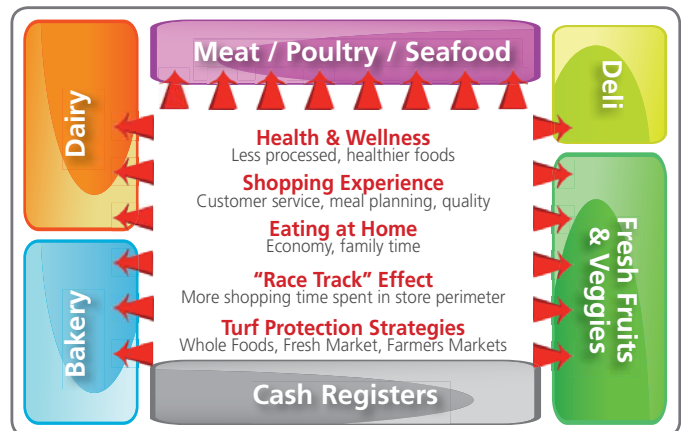 Meat / Poultry / Seafood
Dairy
Deli
Health & Wellness
Less processed, healthier foods
Shopping Experience
Customer service, meal planning, quality
Eating at Home
Economy, family time
“Race Track” Effect
More shopping time spent in store perimeter
Turf Protection Strategies
Whole Foods, Fresh Market, Farmers Markets
Bakery
Fresh Fruits
& Veggies
Cash Registers